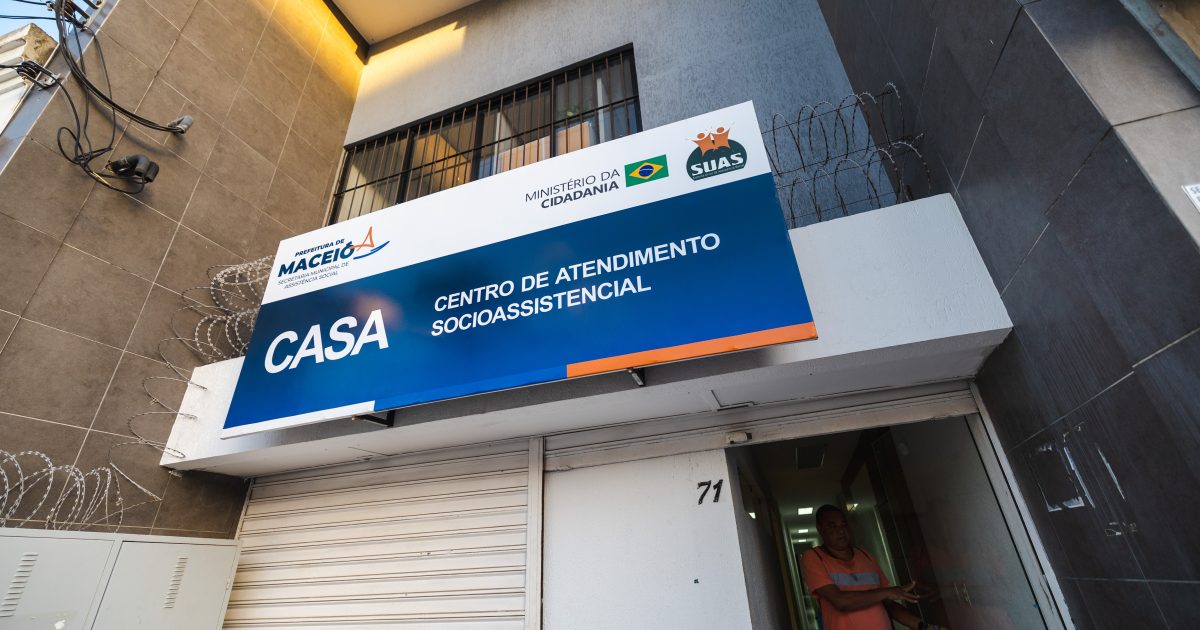 PREFEITURA DE
MACEIÓ
SECRETARIA MUNICIPAL DE
ASSISTÊNCIA SOCIAL
MINISTÉRIO DA
CIDADANIA
SUAS
CASA
CENTRO DE ATENDIMENTO
SOCIOASSISTENCIAL
71